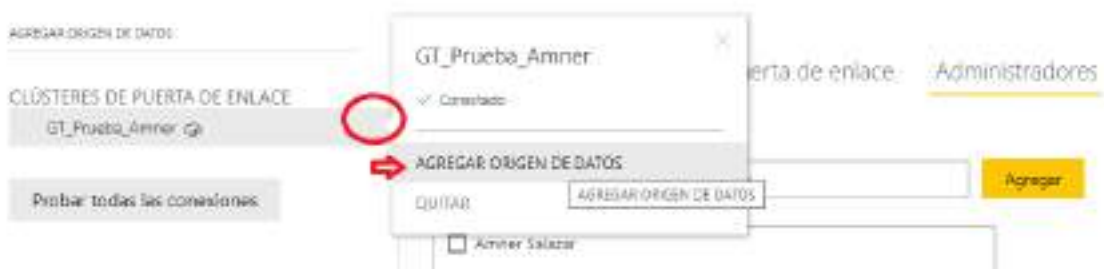 AGREGAR ORIGEN DE DATOS
CLÚSTERES DE PUERTA DE ENLACE
GT_Prueba_Amner
Probar todas las conexiones
GT_Prueba_Amner
Conectado
AGREGAR ORIGEN DE DATOS
QUITAR
AGREGAR ORIGEN DE DATOS
erta de enlace
Administradores
Agregar
Amner Salazar